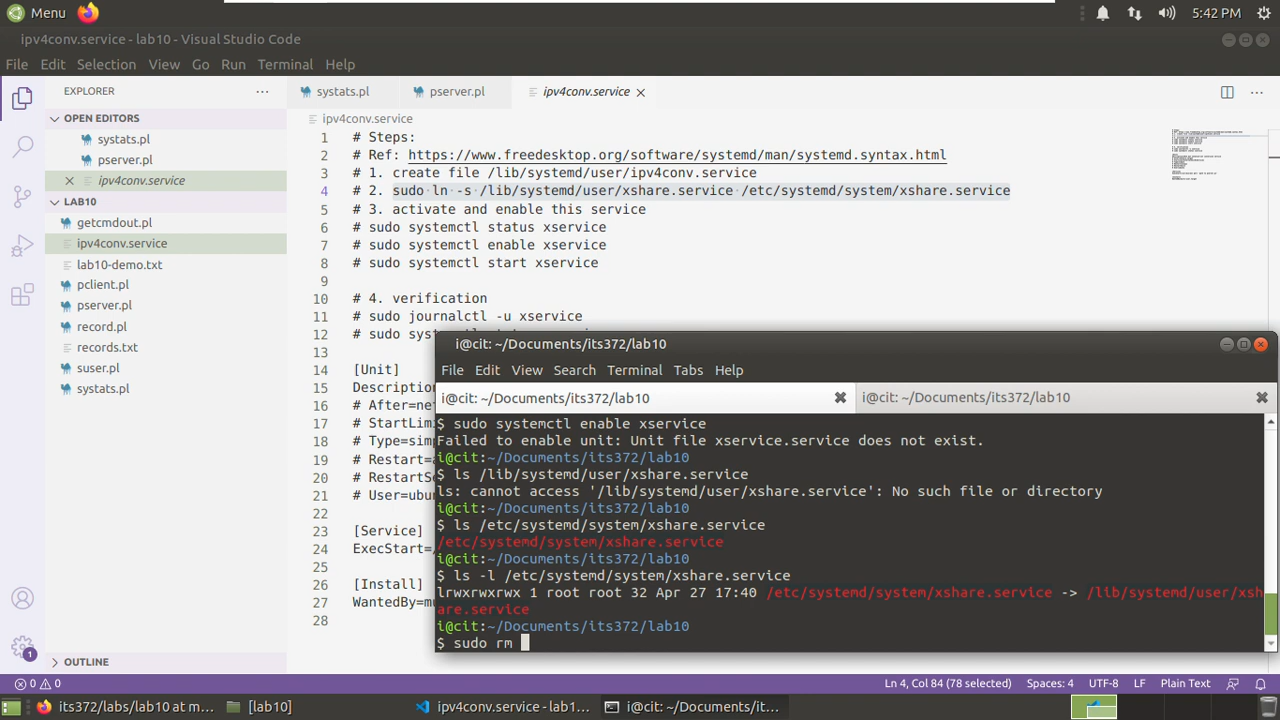 Menu
5:42 PM
ipv4conv.service - lab10 - Visual Studio Code
File Edit Selection View Go Run Terminal Help
EXPLORER
OPEN EDITORS
systats.pl
pserver.pl
ipv4conv.service
LAB10
getcmdout.pl
ipv4conv.service
lab10-demo.txt
pclient.pl
pserver.pl
record.pl
records.txt
suser.pl
systats.pl
OUTLINE
systats.pl pserver.pl ipv4conv.service
ipv4conv.service
1 # Steps:
2 # Ref: https://www.freedesktop.org/software/systemd/man/systemd.syntax.html
3 # 1. create file /lib/systemd/user/ipv4conv.service
4 # 2. sudo ln -s /lib/systemd/user/xshare.service /etc/systemd/system/xshare.service
5 # 3. activate and enable this service
6 # sudo systemctl status xservice
7 # sudo systemctl enable xservice
8 # sudo systemctl start xservice
9
10 # 4. verification
11 # sudo journalctl -u xservice
12 # sudo sys
13
14 [Unit]
15 Description
16 # After=ne
17 # StartLim
18 # Type=sim
19 # Restart=
20 # RestartS
21 # User=ubu
22
23 [Service]
24 ExecStart=
25
26 [Install]
27 WantedBy=m
28
i@cit: ~/Documents/its372/lab10
File Edit View Search Terminal Tabs Help
i@cit: ~/Documents/its372/lab10 i@cit: ~/Documents/its372/lab10
$ sudo systemctl enable xservice
Failed to enable unit: Unit file xservice.service does not exist.
i@cit:~/Documents/its372/lab10
$ ls /lib/systemd/user/xshare.service
ls: cannot access '/lib/systemd/user/xshare.service': No such file or directory
i@cit:~/Documents/its372/lab10
$ ls /etc/systemd/system/xshare.service
/etc/systemd/system/xshare.service
i@cit:~/Documents/its372/lab10
$ ls -l /etc/systemd/system/xshare.service
lrwxrwxrwx 1 root root 32 Apr 27 17:40 /etc/systemd/system/xshare.service -> /lib/systemd/user/xsh
are.service
i@cit:~/Documents/its372/lab10
$ sudo rm
1
0 0
Ln 4, Col 84 (78 selected) Spaces: 4 UTF-8 LF Plain Text
its372/labs/lab10 at m... [lab10] ipv4conv.service - lab1... i@cit: ~/Documents/its...